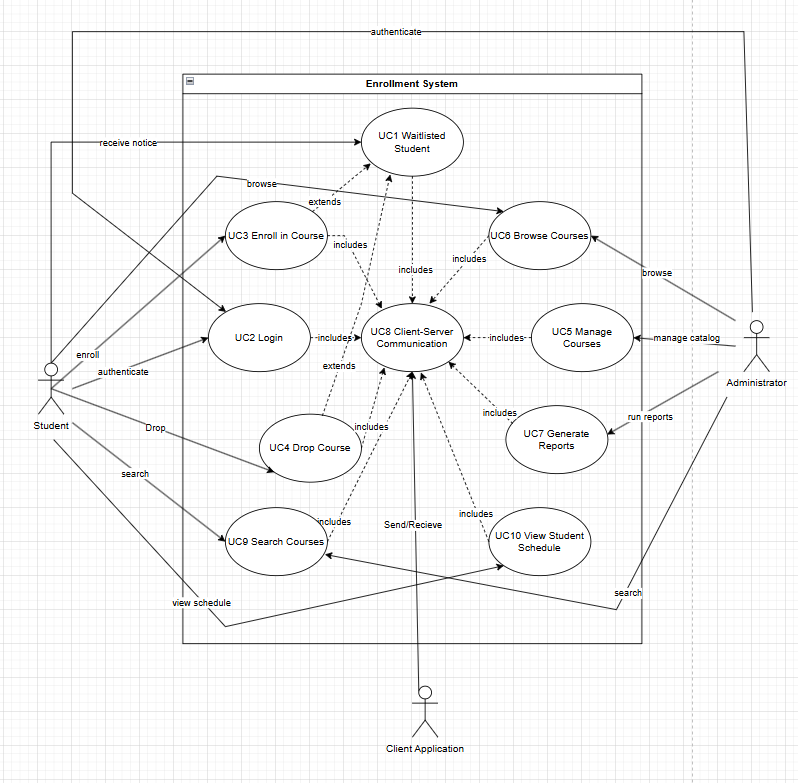 authenticate
Enrollment System
UC1 Waitlisted
Student
receive notice
browse
extends
UC3 Enroll in Course
includes
UC6 Browse Courses
includes
includes
browse
UC2 Login
includes
UC8 Client-Server
Communication
includes
UC5 Manage
Courses
manage catalog
enroll
authenticate
extends
Administrator
Student
Drop
includes
includes
run reports
UC4 Drop Course
UC7 Generate
Reports
search
includes
Send/Recieve
includes
UC9 Search Courses
UC10 View Student
Schedule
view schedule
search
Client Application